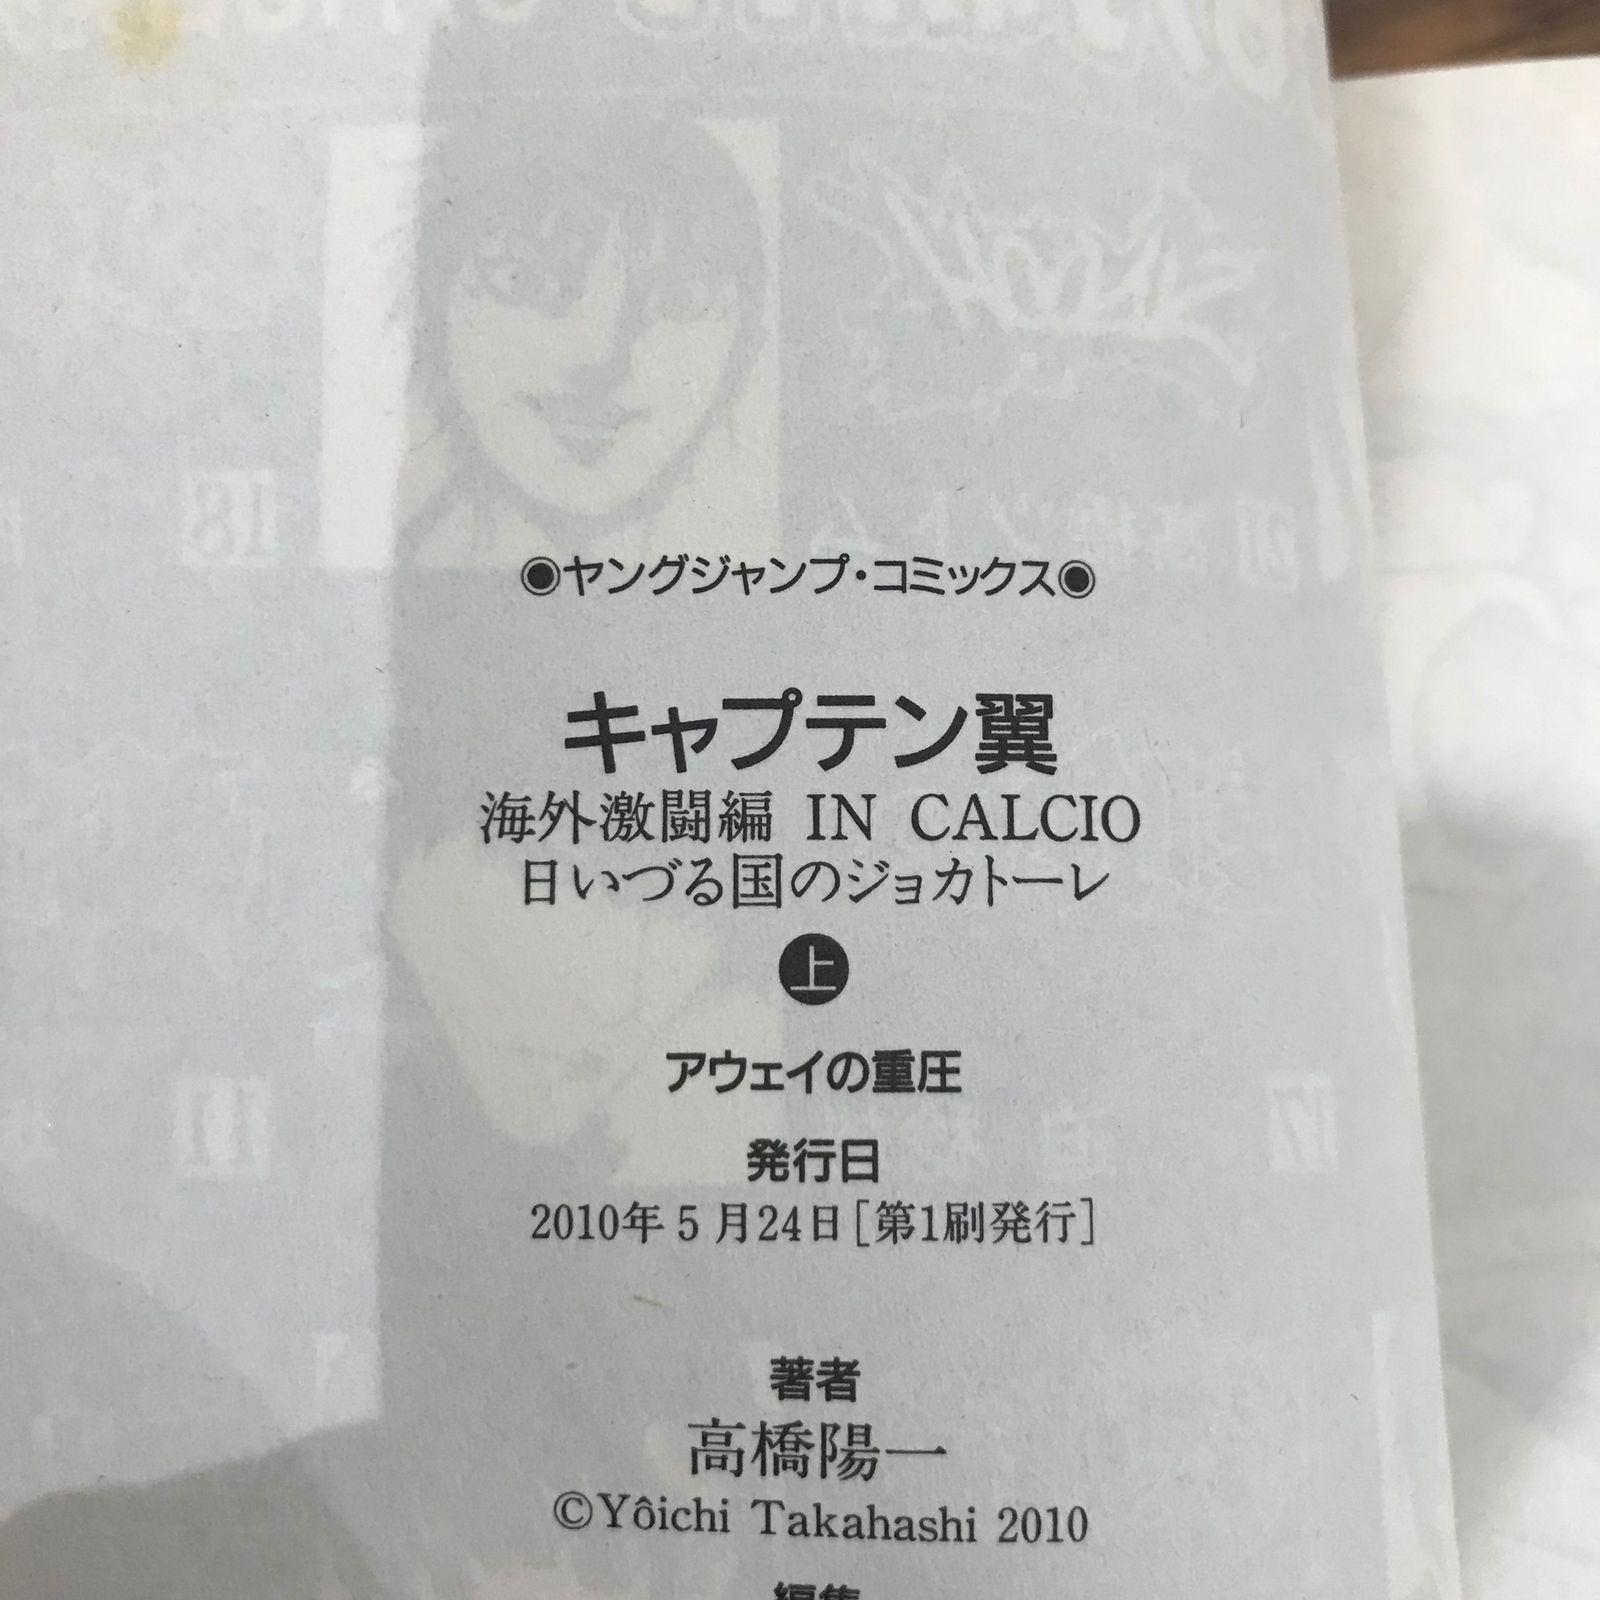 ◉ヤングジャンプ・コミックス◉
キャプテン翼
海外激闘編 IN CALCIO
日いづる国のジョカトーレ
上
アウェイの重圧
発行日
2010年5月24日[第1刷発行]
著者
高橋陽一
©Yôichi Takahashi 2010
編集